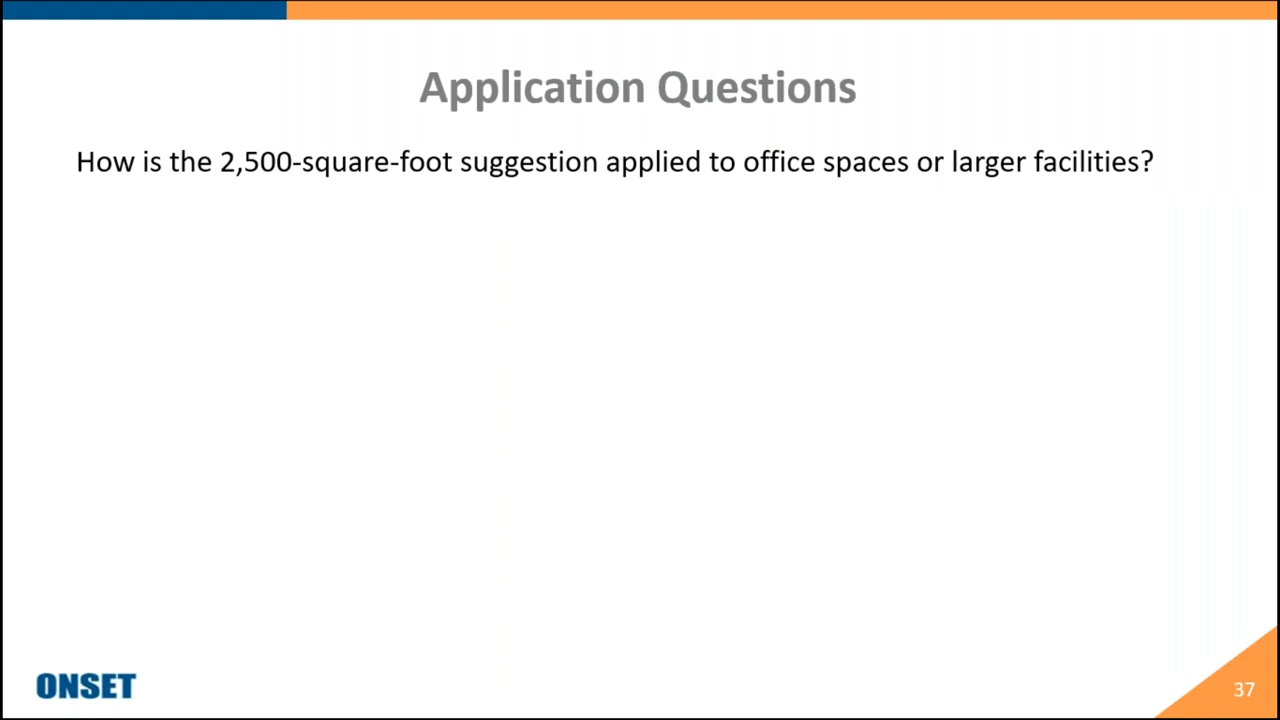 Application Questions
How is the 2,500-square-foot suggestion applied to office spaces or larger facilities?
ONSET
37